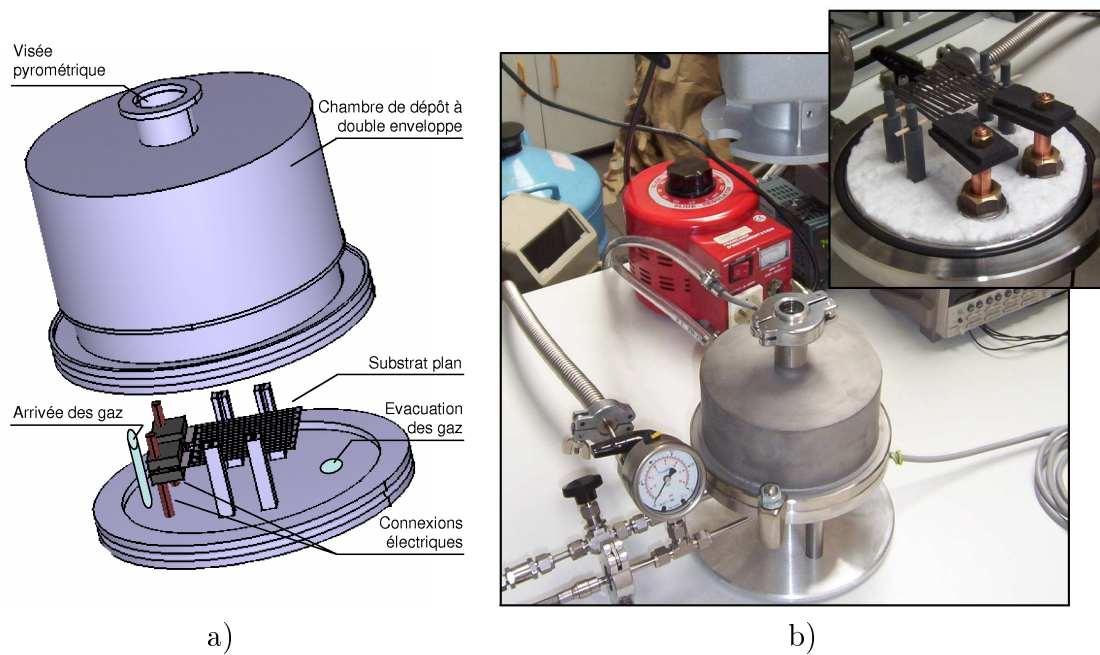 Visée
pyrométrique
Chambre de dépôt à
double enveloppe
Substrat plan
Arrivée des gaz
Evacuation
des gaz
Connexions
électriques
a)
b)